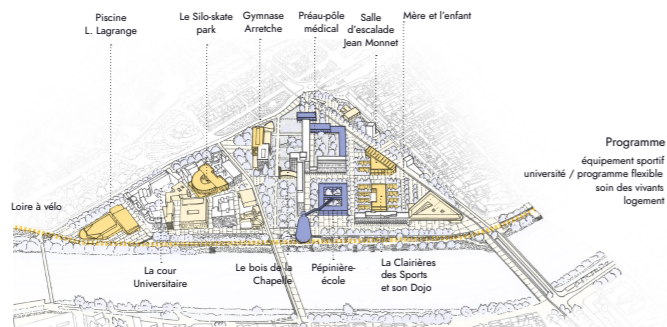 Piscine
L. Lagrange
Le Silo-skate
park
Gymnase
Arretche
Préau-pôle
médical
Salle
d'escalade
Jean Monnet
Mère et l'enfant
Programme
équipement sportif
université / programme flexible
soin des vivants
logement
Loire à vélo
La cour
Universitaire
Le bois de la
Chapelle
Pépinière-
école
La Clairières
des Sports
et son Dojo